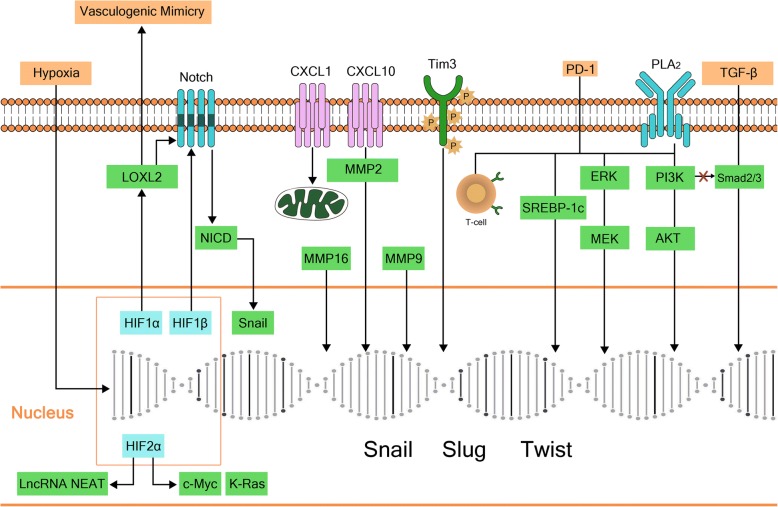 Vasculogenic Mimicry
Hypoxia
Notch
CXCL1
CXCL10
Tim3
PD-1
PLA2
TGF-β
P
P
P
P
LOXL2
MMP2
ERK
PI3K
Smad2/3
T-cell
SREBP-1c
NICD
MEK
AKT
MMP16
MMP9
HIF1α
HIF1β
Snail
Nucleus
HIF2α
Snail Slug Twist
LncRNA NEAT
c-Myc
K-Ras